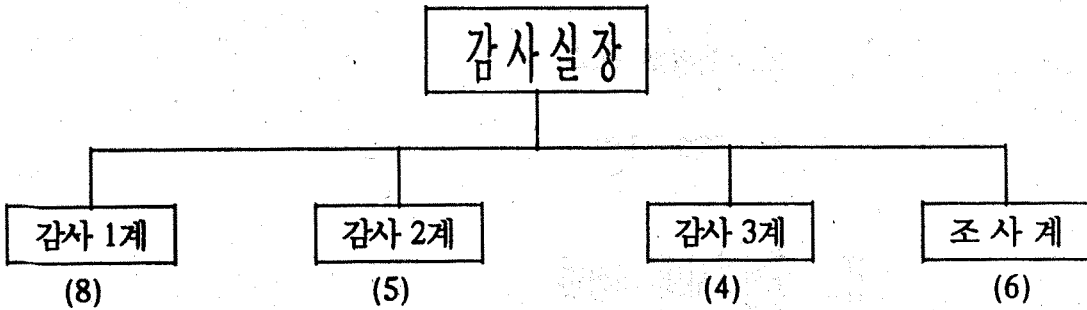 감사실장
감사 1계 감사 2계 감사 3계 조사계
(8) (5) (4) (6)